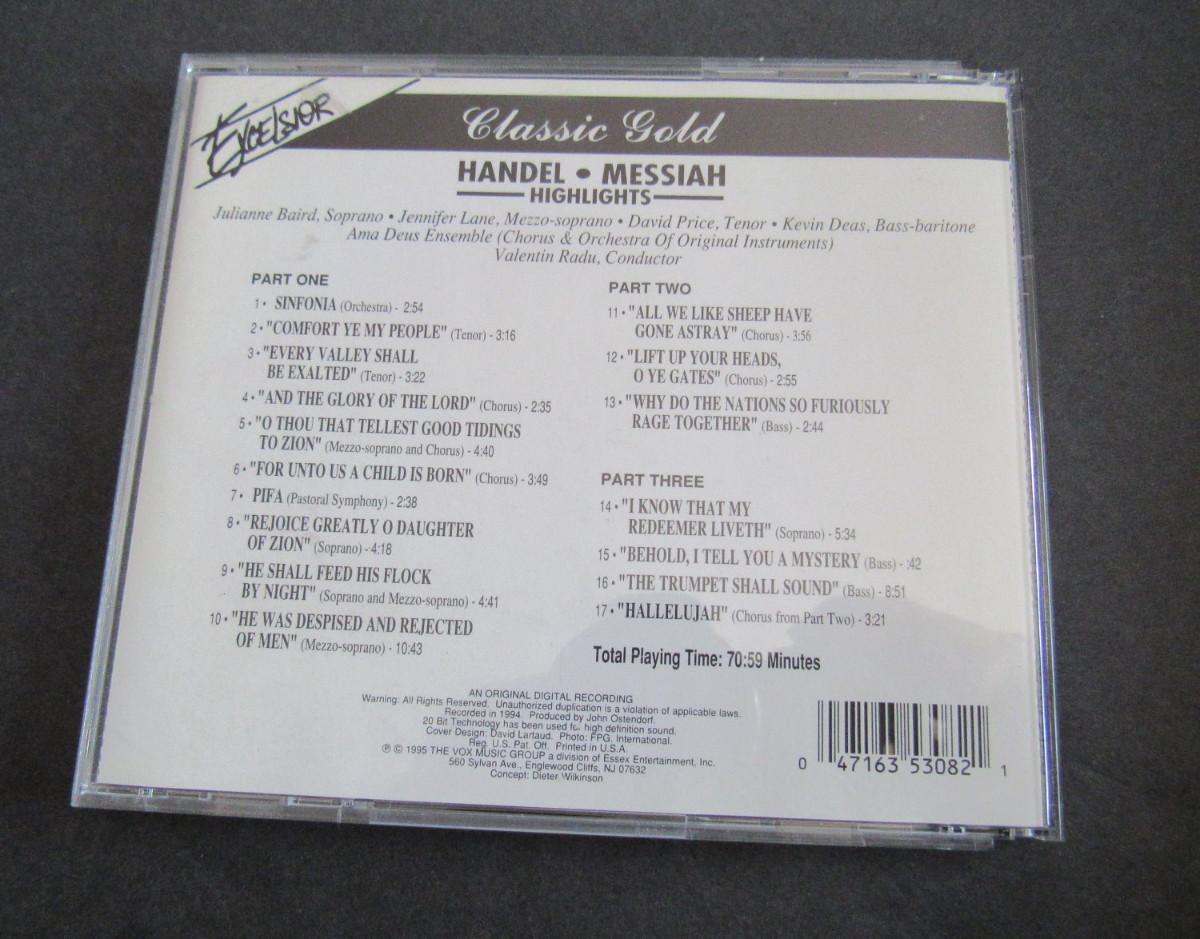 Excelsior
Classic Gold
HANDEL • MESSIAH
HIGHLIGHTS
Julianne Baird, Soprano • Jennifer Lane, Mezzo-soprano • David Price, Tenor • Kevin Deas, Bass-baritone
Ama Deus Ensemble (Chorus & Orchestra Of Original Instruments)
Valentin Radu, Conductor
PART ONE
1 • SINFONIA (Orchestra) - 2:54
2 • "COMFORT YE MY PEOPLE" (Tenor) - 3:16
3 • "EVERY VALLEY SHALL
BE EXALTED" (Tenor) - 3:22
4 • "AND THE GLORY OF THE LORD" (Chorus) - 2:35
5 • "O THOU THAT TELLEST GOOD TIDINGS
TO ZION" (Mezzo-soprano and Chorus) - 4:40
6 • "FOR UNTO US A CHILD IS BORN" (Chorus) - 3:49
7 • PIFA (Pastoral Symphony) - 2:38
8 • "REJOICE GREATLY O DAUGHTER
OF ZION" (Soprano) - 4:18
9 • "HE SHALL FEED HIS FLOCK
BY NIGHT" (Soprano and Mezzo-soprano) - 4:41
10 • "HE WAS DESPISED AND REJECTED
OF MEN" (Mezzo-soprano) - 10:43
PART TWO
11 • "ALL WE LIKE SHEEP HAVE
GONE ASTRAY" (Chorus) - 3:56
12 • "LIFT UP YOUR HEADS,
O YE GATES" (Chorus) - 2:55
13 • "WHY DO THE NATIONS SO FURIOUSLY
RAGE TOGETHER" (Bass) - 2:44
PART THREE
14 • "I KNOW THAT MY
REDEEMER LIVETH" (Soprano) - 5:34
15 • "BEHOLD, I TELL YOU A MYSTERY (Bass) - :42
16 • "THE TRUMPET SHALL SOUND" (Bass) - 8:51
17 • "HALLELUJAH" (Chorus from Part Two) - 3:21
Total Playing Time: 70:59 Minutes
AN ORIGINAL DIGITAL RECORDING
Warning: All Rights Reserved. Unauthorized duplication is a violation of applicable laws.
Recorded in 1994. Produced by John Ostendorf.
20 Bit Technology has been used for high definition sound.
Cover Design: David Lartaud. Photo: FPG. International.
Reg. U.S. Pat. Off. Printed in U.S.A.
℗ © 1995 THE VOX MUSIC GROUP a division of Essex Entertainment, Inc.
560 Sylvan Ave., Englewood Cliffs, NJ 07632
Concept: Dieter Wilkinson
0 47163 53082 1